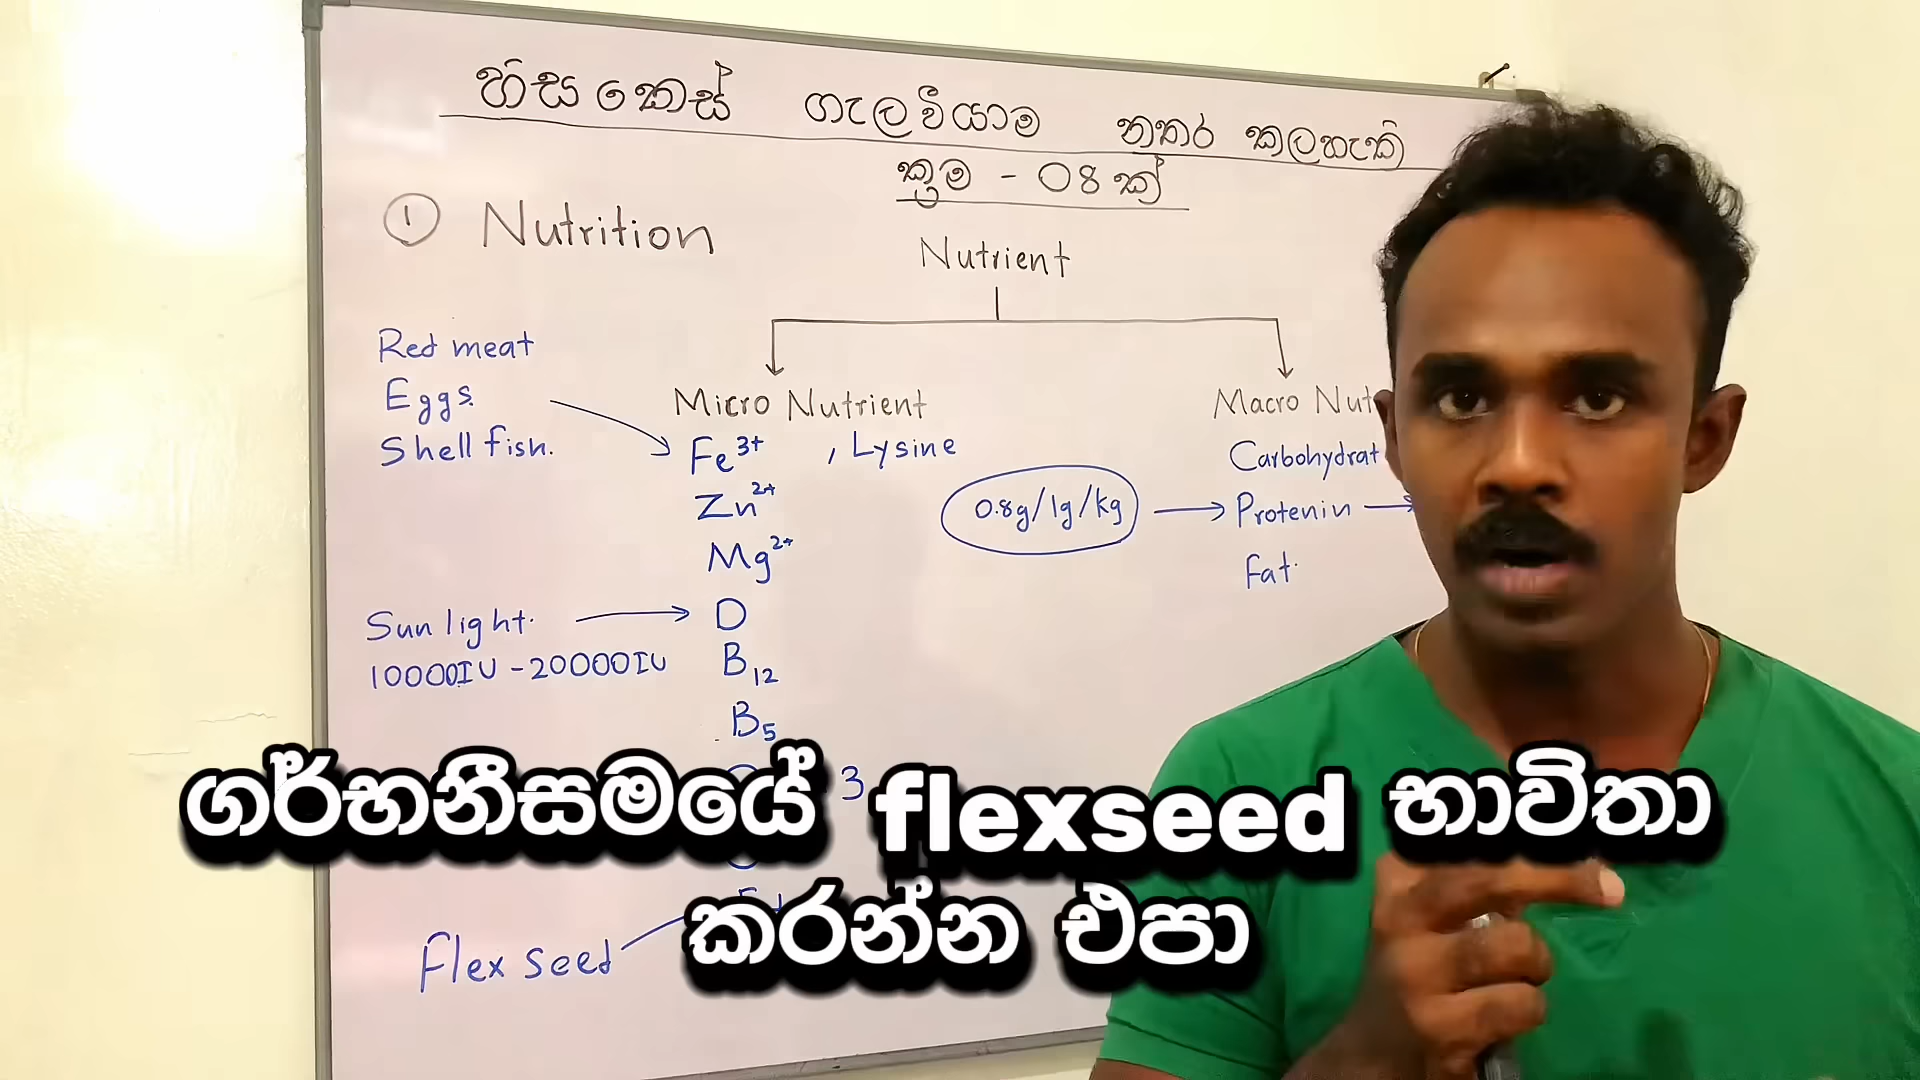 හිසකෙස් ගැලවීයාම නතර කලහැකි
ක්‍රම - 08 ක්
① Nutrition
Nutrient
Micro Nutrient
Macro Nut
Red meat
Eggs
Shell fish.
Fe3+ , Lysine
Zn2+
Mg2+
Carbohydrat
0.8g/1g/kg
Protenin
Fat
Sun light.
10000IU - 20000IU
D
B12
B5
3
ගර්භනීසමයේ flexseed භාවිතා
කරන්න එපා
Flex seed